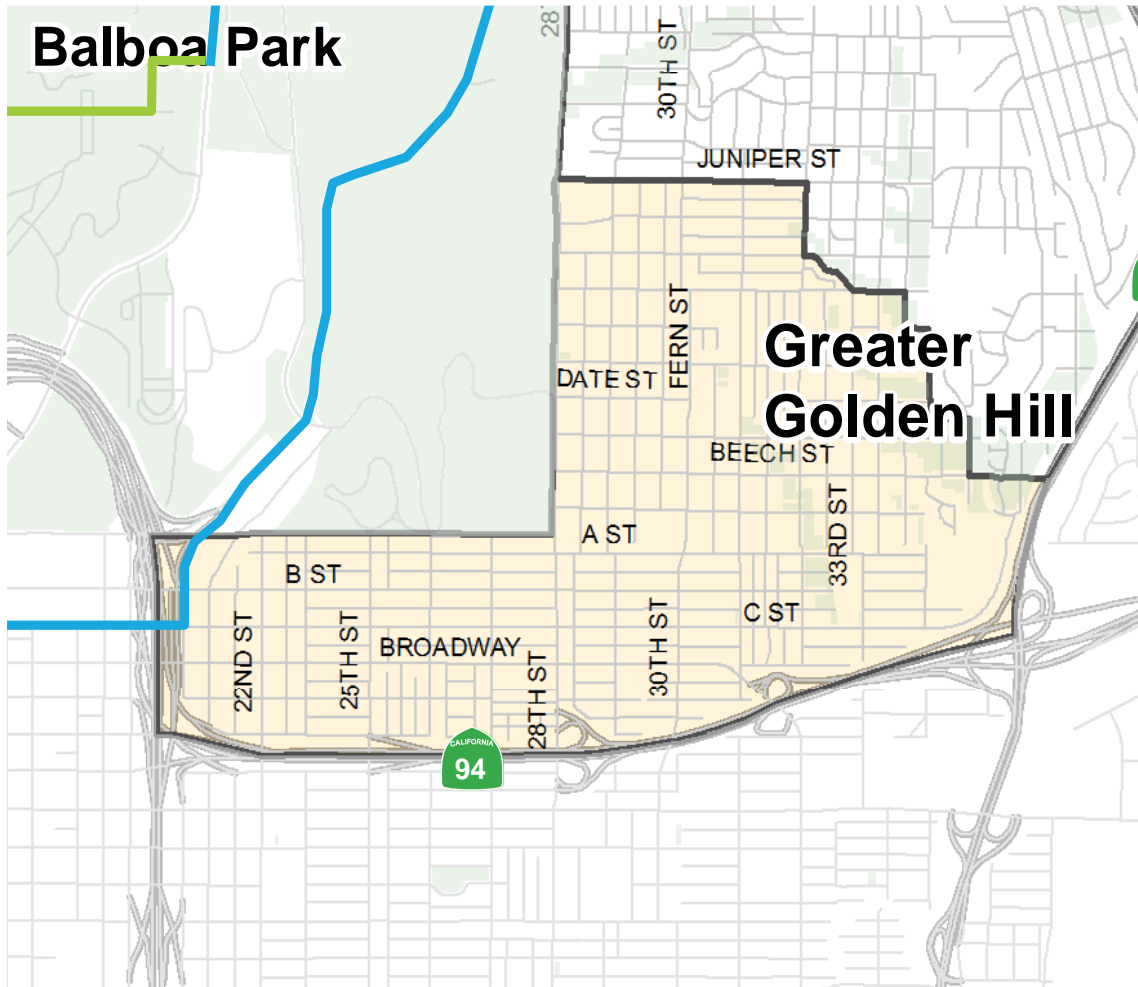 Balboa Park
28
30TH ST
JUNIPER ST
FERN ST
Greater
Golden Hill
DATE ST
BEECH ST
33RD ST
A ST
B ST
C ST
22ND ST
25TH ST
BROADWAY
28TH ST
30TH ST
CALIFORNIA
94